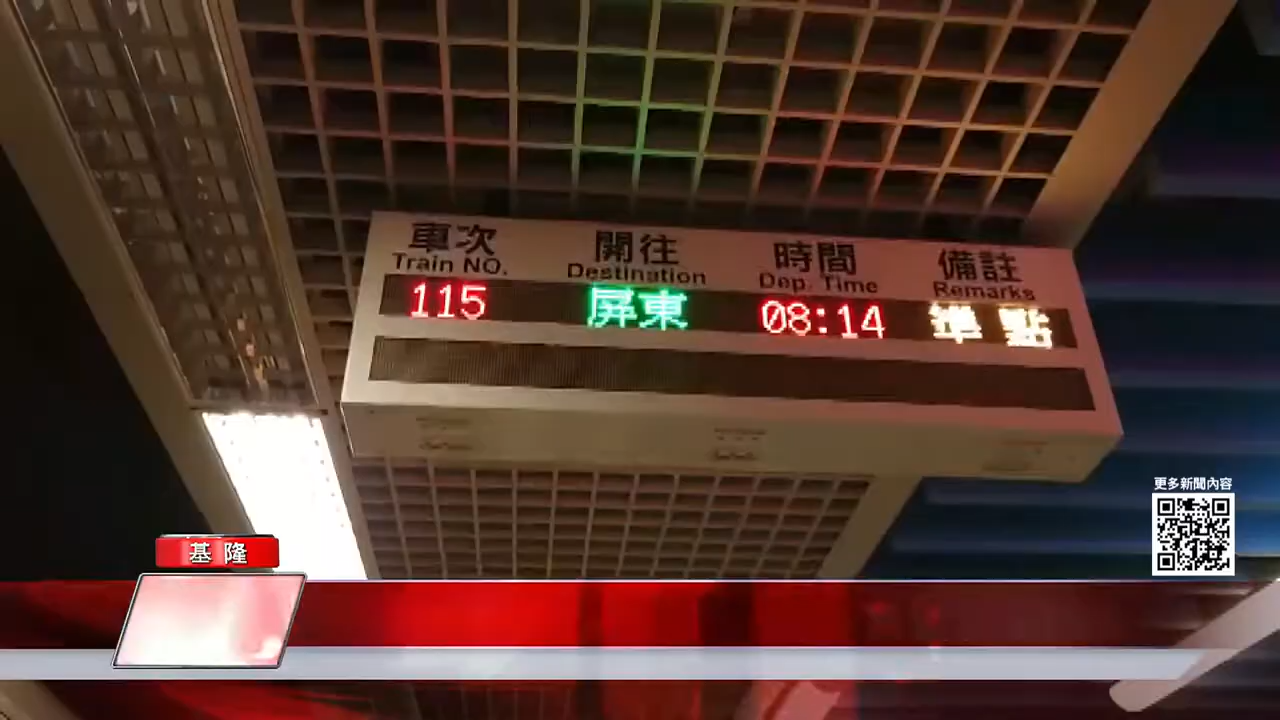 車次 開往 時間 備註
Train NO. Destination Dep. Time Remarks
115 屏東 08:14 準點
更多新聞內容
基隆